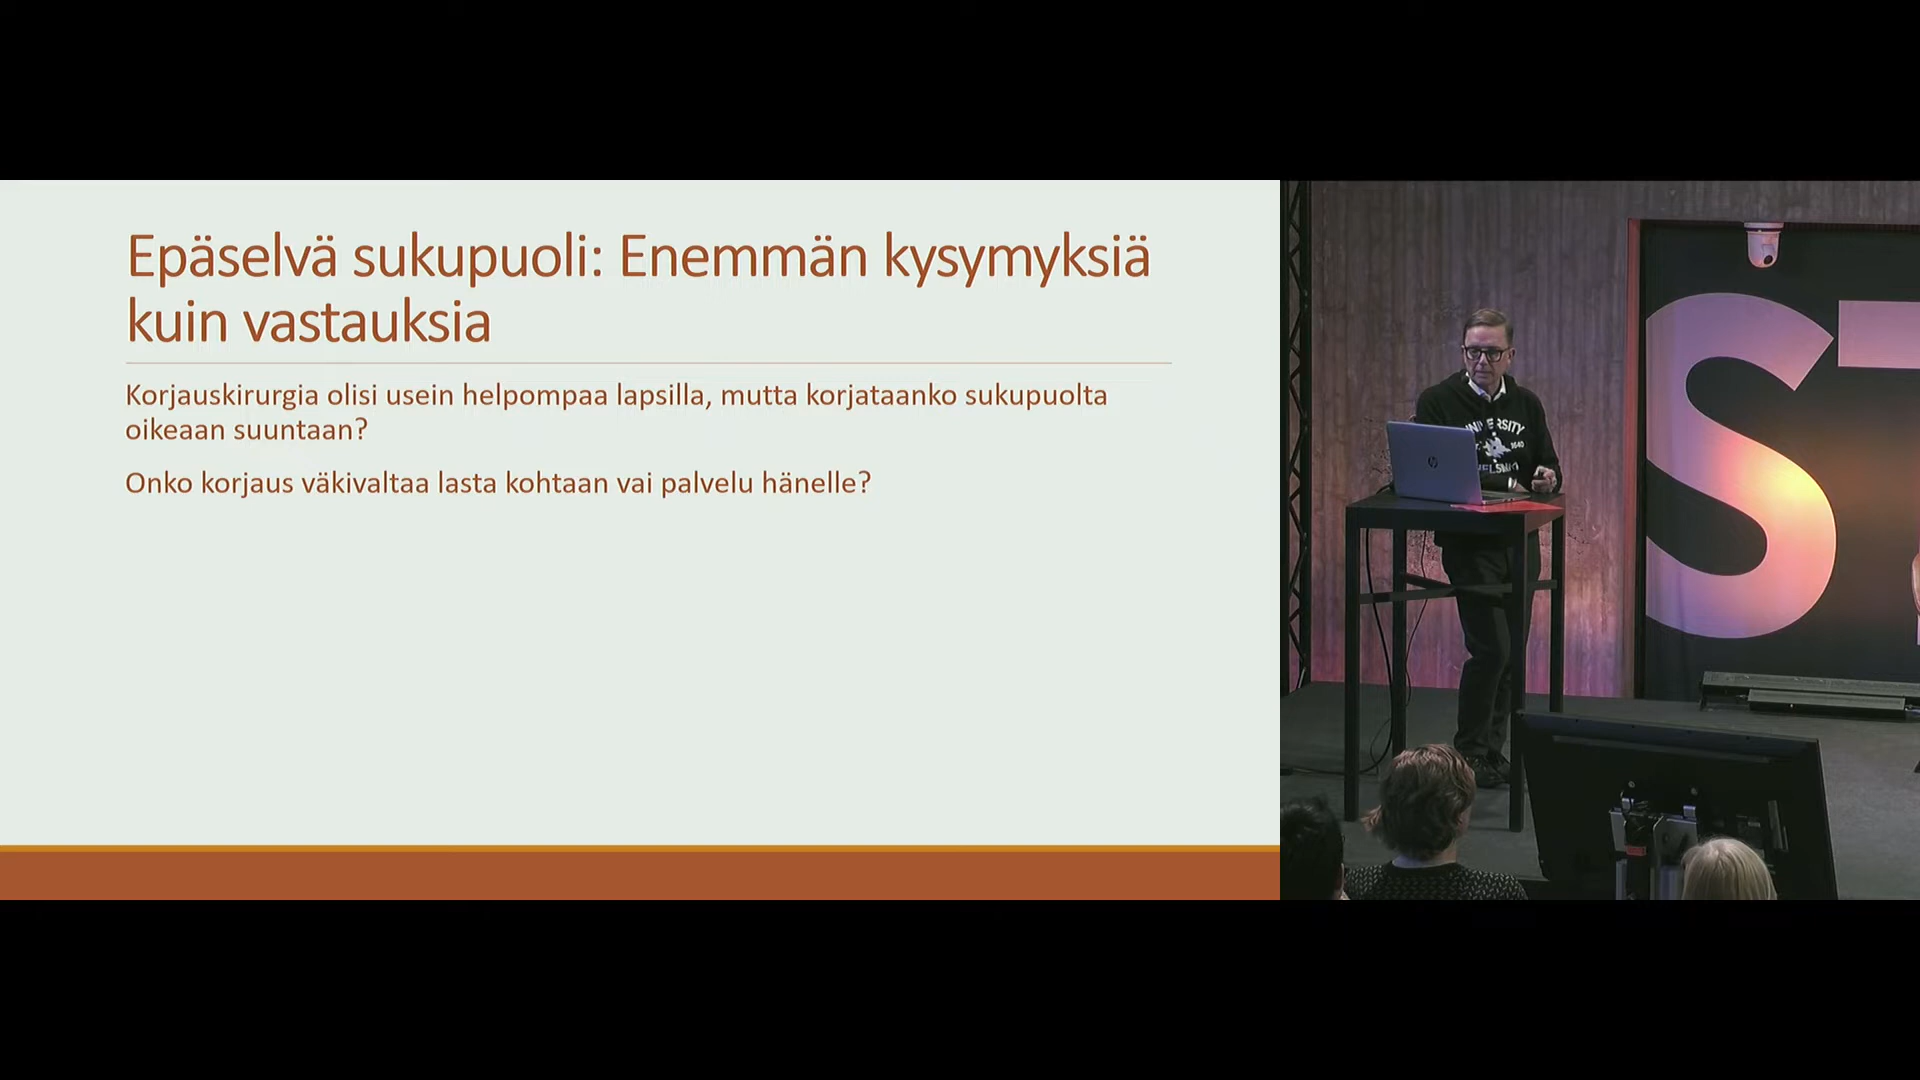 Epäselvä sukupuoli: Enemmän kysymyksiä
kuin vastauksia
Korjauskirurgia olisi usein helpompaa lapsilla, mutta korjataanko sukupuolta
oikeaan suuntaan?
Onko korjaus väkivaltaa lasta kohtaan vai palvelu hänelle?
1640